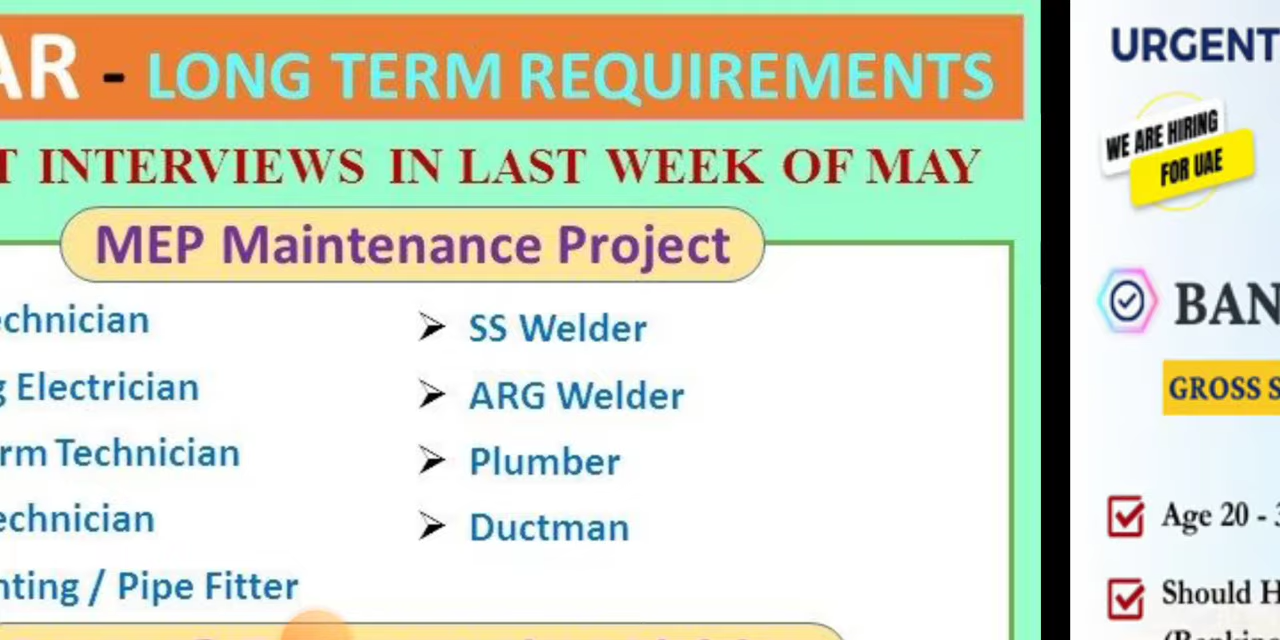 AR - LONG TERM REQUIREMENTS
T INTERVIEWS IN LAST WEEK OF MAY
MEP Maintenance Project
echnician
g Electrician
rm Technician
echnician
nting / Pipe Fitter
SS Welder
ARG Welder
Plumber
Ductman
URGENT
WE ARE HIRING
FOR UAE
BAN
GROSS S
Age 20 - 3
Should H